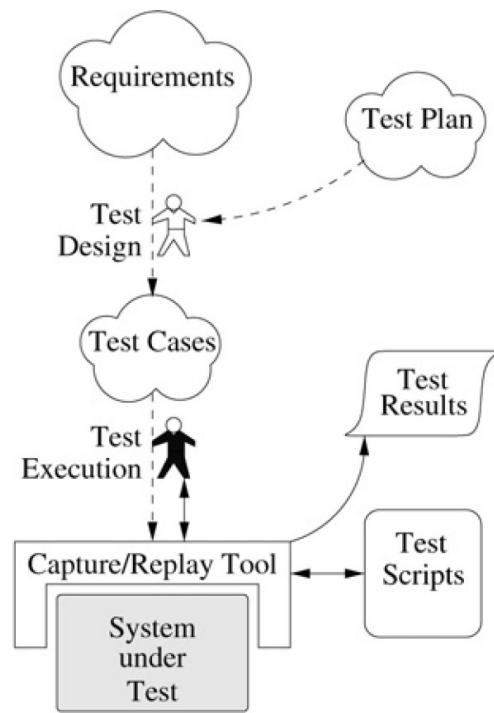 Requirements
Test Plan
Test
Design
Test Cases
Test
Results
Test
Execution
Capture/Replay Tool
Test
Scripts
System
under
Test